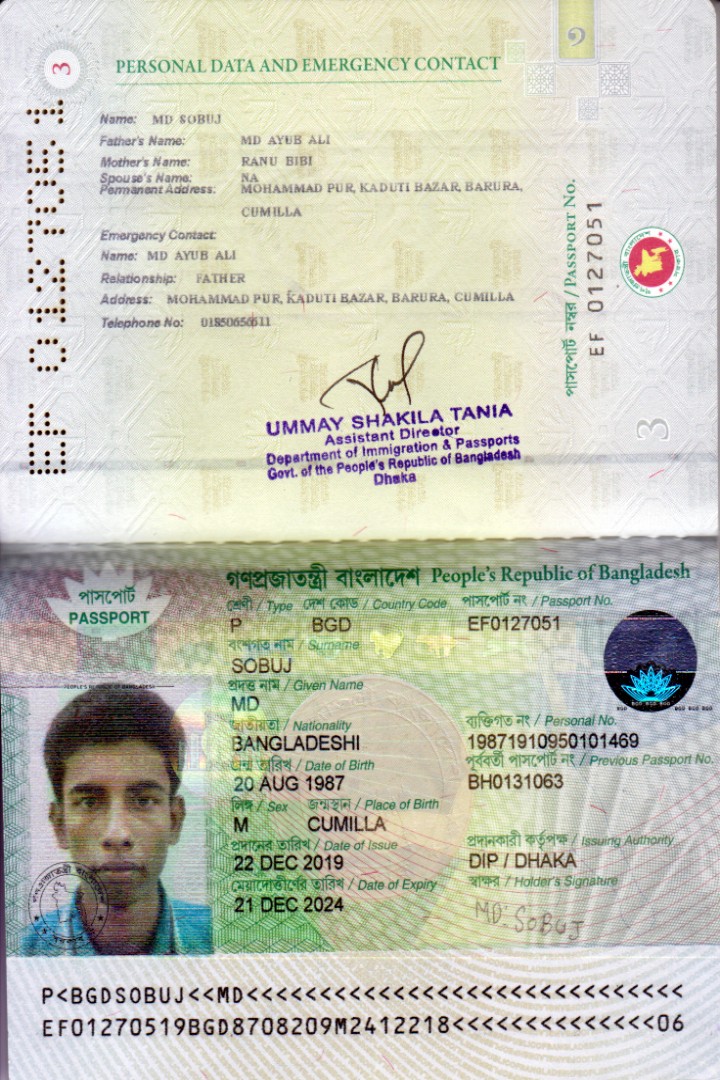 3
PERSONAL DATA AND EMERGENCY CONTACT
Name: MD SOBUJ
Father's Name: MD AYUB ALI
Mother's Name: RANU BIBI
Spouse's Name: NA
Permanent Address: MOHAMMAD PUR, KADUTI BAZAR, BARURA,
CUMILLA
Emergency Contact:
Name: MD AYUB ALI
Relationship: FATHER
Address: MOHAMMAD PUR, KADUTI BAZAR, BARURA, CUMILLA
Telephone No: 01850656611
EF 0127051
পাসপোর্ট নম্বর / PASSPORT No.
EF 0127051
3
UMMAY SHAKILA TANIA
Assistant Director
Department of Immigration & Passports
Govt. of the People's Republic of Bangladesh
Dhaka
পাসপোর্ট
PASSPORT
গণপ্রজাতন্ত্রী বাংলাদেশ People's Republic of Bangladesh
শ্রেণী / Type দেশ কোড / Country Code পাসপোর্ট নং / Passport No.
P BGD EF0127051
বংশগত নাম / Surname
SOBUJ
প্রদত্ত নাম / Given Name
MD
জাতীয়তা / Nationality ব্যক্তিগত নং / Personal No.
BANGLADESHI 19871910950101469
জন্ম তারিখ / Date of Birth পূর্ববর্তী পাসপোর্ট নং / Previous Passport No.
20 AUG 1987 BH0131063
লিঙ্গ / Sex জন্মস্থান / Place of Birth
M CUMILLA
প্রদানের তারিখ / Date of Issue প্রদানকারী কর্তৃপক্ষ / Issuing Authority
22 DEC 2019 DIP / DHAKA
মেয়াদোত্তীর্ণের তারিখ / Date of Expiry স্বাক্ষর / Holder's Signature
21 DEC 2024 MD: SOBUJ
P<BGDSOBUJ<<MD<<<<<<<<<<<<<<<<<<<<<<<<<<<<<<
EF01270519BGD8708209M2412218<<<<<<<<<<<<<<06